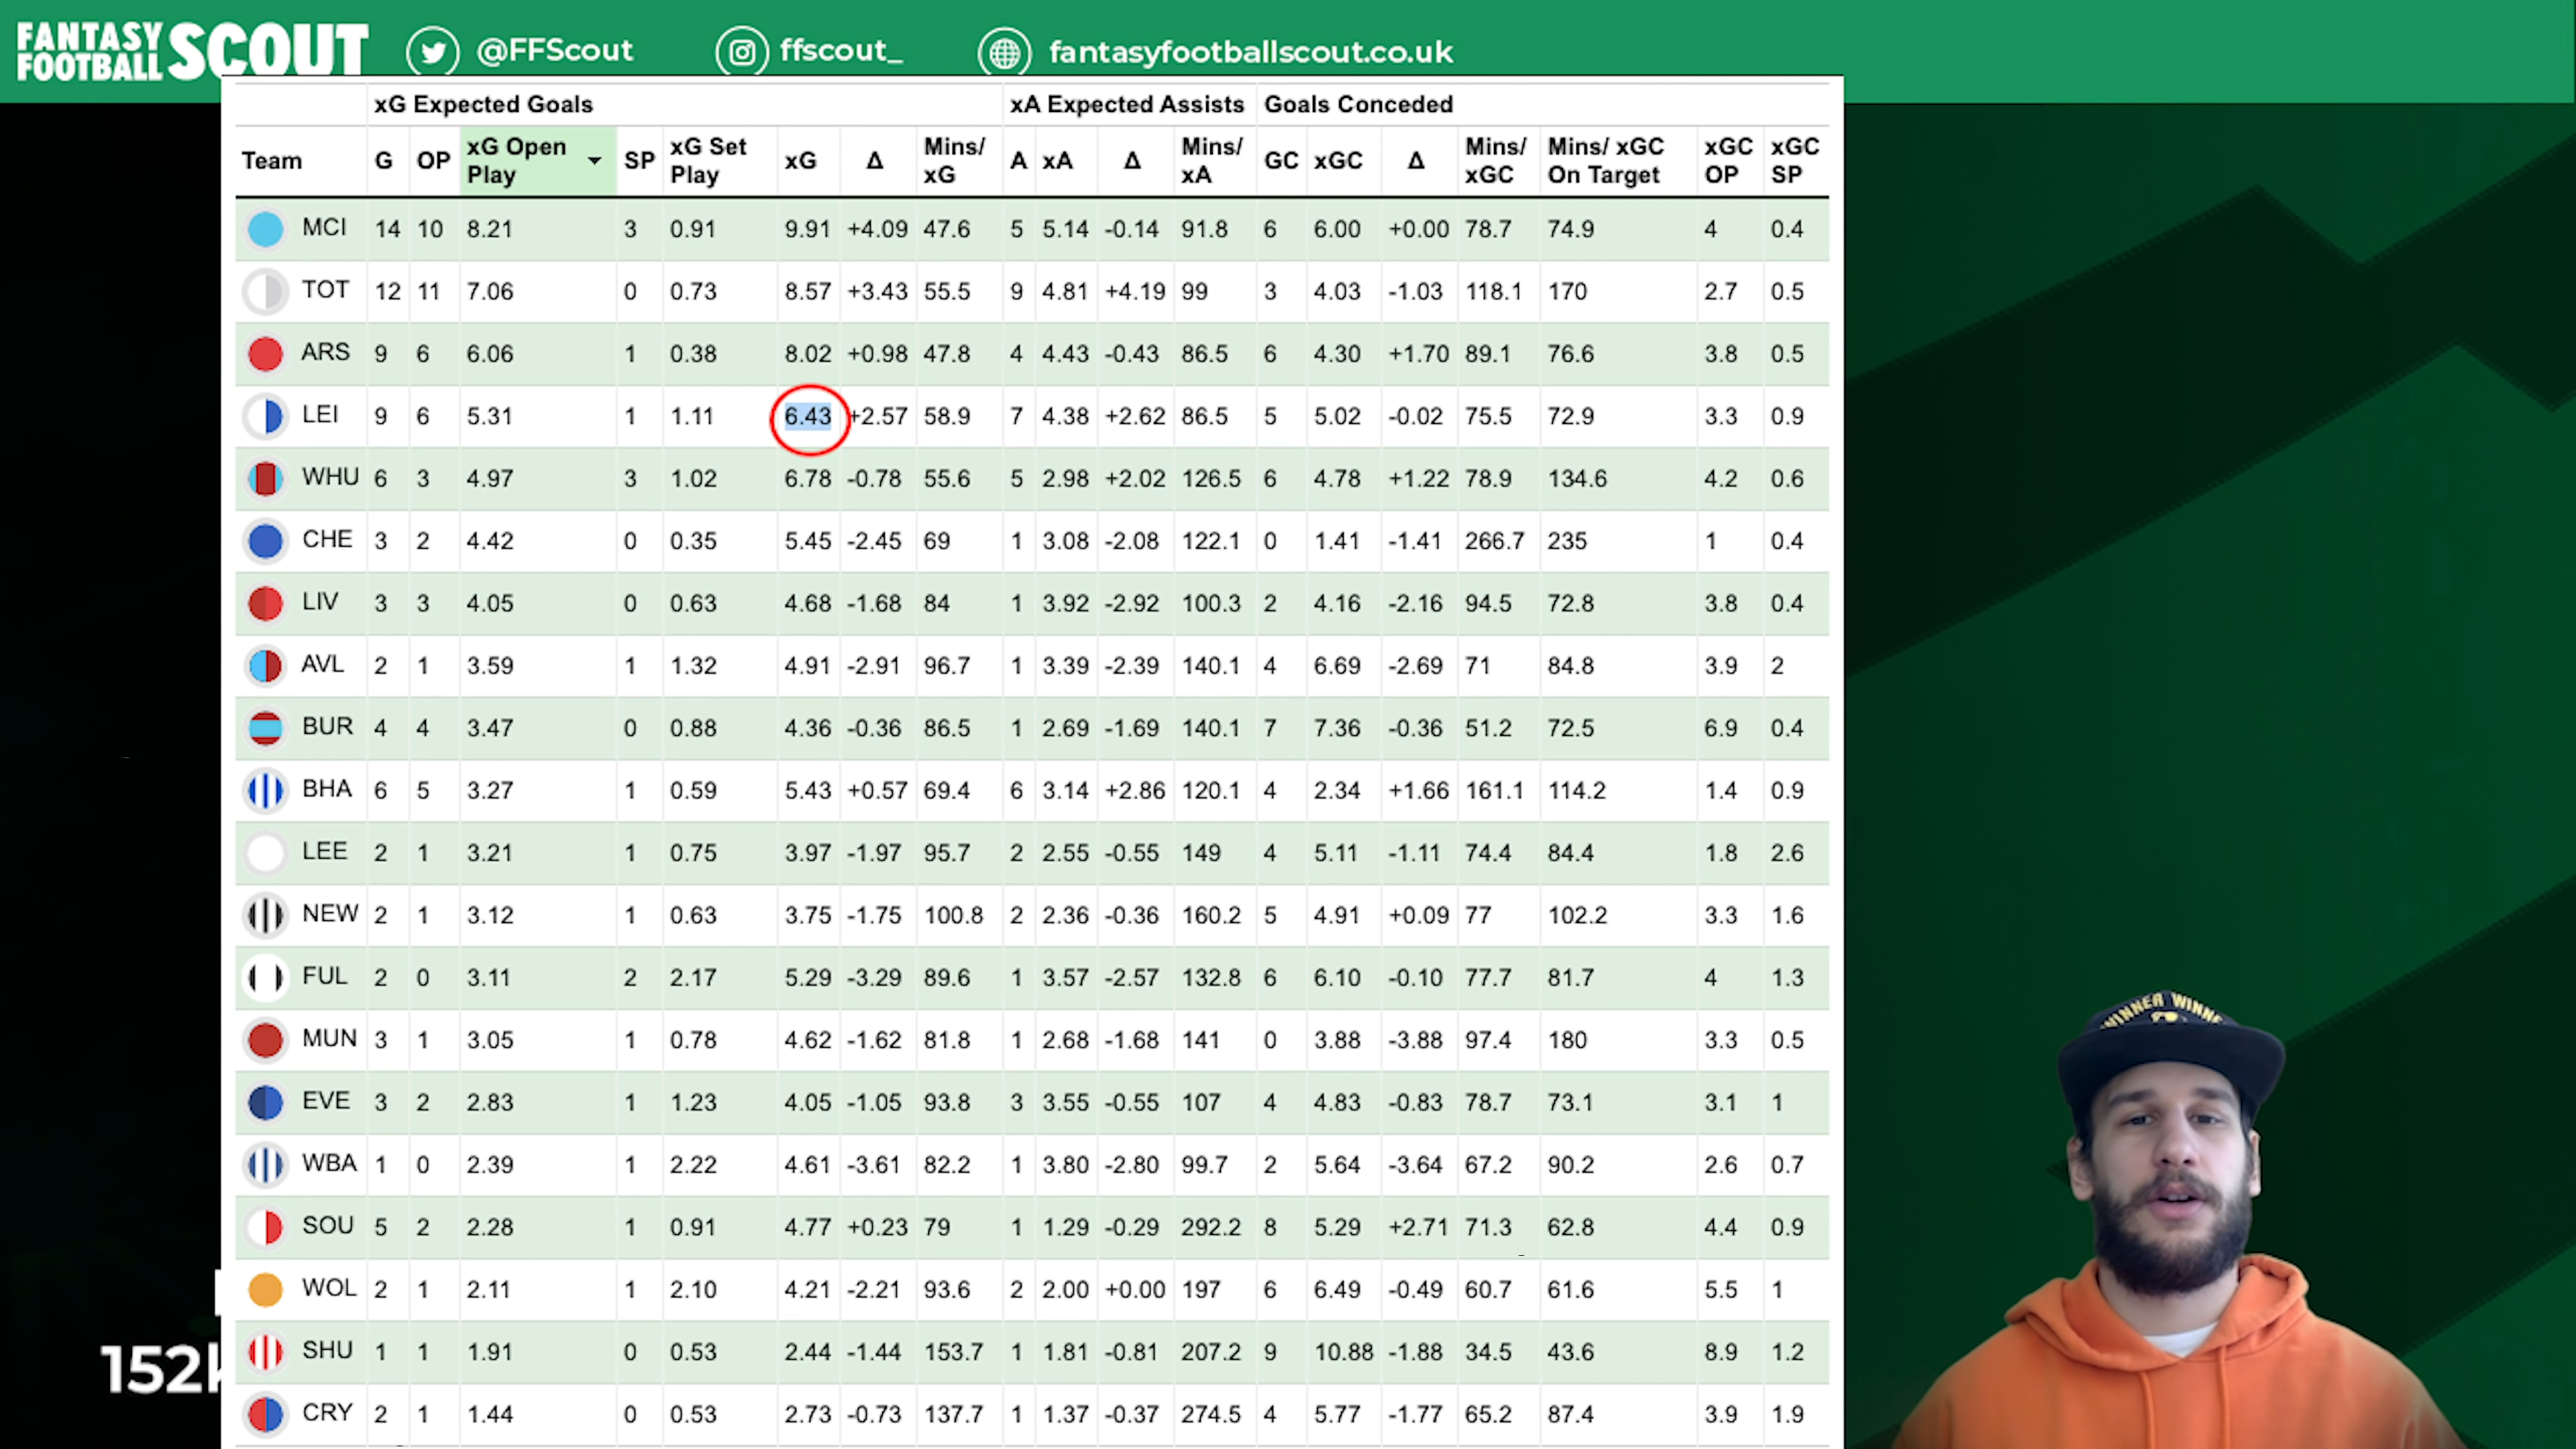 FANTASY FOOTBALL SCOUT @FFScout ffscout_ fantasyfootballscout.co.uk
xG Expected Goals xA Expected Assists Goals Conceded
Team G OP xG Open Play SP xG Set Play xG Δ Mins/ xG A xA Δ Mins/ xA GC xGC Δ Mins/ xGC Mins/ xGC On Target xGC OP xGC SP
MCI 14 10 8.21 3 0.91 9.91 +4.09 47.6 5 5.14 -0.14 91.8 6 6.00 +0.00 78.7 74.9 4 0.4
TOT 12 11 7.06 0 0.73 8.57 +3.43 55.5 9 4.81 +4.19 99 3 4.03 -1.03 118.1 170 2.7 0.5
ARS 9 6 6.06 1 0.38 8.02 +0.98 47.8 4 4.43 -0.43 86.5 6 4.30 +1.70 89.1 76.6 3.8 0.5
LEI 9 6 5.31 1 1.11 6.43 +2.57 58.9 7 4.38 +2.62 86.5 5 5.02 -0.02 75.5 72.9 3.3 0.9
WHU 6 3 4.97 3 1.02 6.78 -0.78 55.6 5 2.98 +2.02 126.5 6 4.78 +1.22 78.9 134.6 4.2 0.6
CHE 3 2 4.42 0 0.35 5.45 -2.45 69 1 3.08 -2.08 122.1 0 1.41 -1.41 266.7 235 1 0.4
LIV 3 3 4.05 0 0.63 4.68 -1.68 84 1 3.92 -2.92 100.3 2 4.16 -2.16 94.5 72.8 3.8 0.4
AVL 2 1 3.59 1 1.32 4.91 -2.91 96.7 1 3.39 -2.39 140.1 4 6.69 -2.69 71 84.8 3.9 2
BUR 4 4 3.47 0 0.88 4.36 -0.36 86.5 1 2.69 -1.69 140.1 7 7.36 -0.36 51.2 72.5 6.9 0.4
BHA 6 5 3.27 1 0.59 5.43 +0.57 69.4 6 3.14 +2.86 120.1 4 2.34 +1.66 161.1 114.2 1.4 0.9
LEE 2 1 3.21 1 0.75 3.97 -1.97 95.7 2 2.55 -0.55 149 4 5.11 -1.11 74.4 84.4 1.8 2.6
NEW 2 1 3.12 1 0.63 3.75 -1.75 100.8 2 2.36 -0.36 160.2 5 4.91 +0.09 77 102.2 3.3 1.6
FUL 2 0 3.11 2 2.17 5.29 -3.29 89.6 1 3.57 -2.57 132.8 6 6.10 -0.10 77.7 81.7 4 1.3
MUN 3 1 3.05 1 0.78 4.62 -1.62 81.8 1 2.68 -1.68 141 0 3.88 -3.88 97.4 180 3.3 0.5
EVE 3 2 2.83 1 1.23 4.05 -1.05 93.8 3 3.55 -0.55 107 4 4.83 -0.83 78.7 73.1 3.1 1
WBA 1 0 2.39 1 2.22 4.61 -3.61 82.2 1 3.80 -2.80 99.7 2 5.64 -3.64 67.2 90.2 2.6 0.7
SOU 5 2 2.28 1 0.91 4.77 +0.23 79 1 1.29 -0.29 292.2 8 5.29 +2.71 71.3 62.8 4.4 0.9
WOL 2 1 2.11 1 2.10 4.21 -2.21 93.6 2 2.00 +0.00 197 6 6.49 -0.49 60.7 61.6 5.5 1
SHU 1 1 1.91 0 0.53 2.44 -1.44 153.7 1 1.81 -0.81 207.2 9 10.88 -1.88 34.5 43.6 8.9 1.2
CRY 2 1 1.44 0 0.53 2.73 -0.73 137.7 1 1.37 -0.37 274.5 4 5.77 -1.77 65.2 87.4 3.9 1.9
152k
WINNER